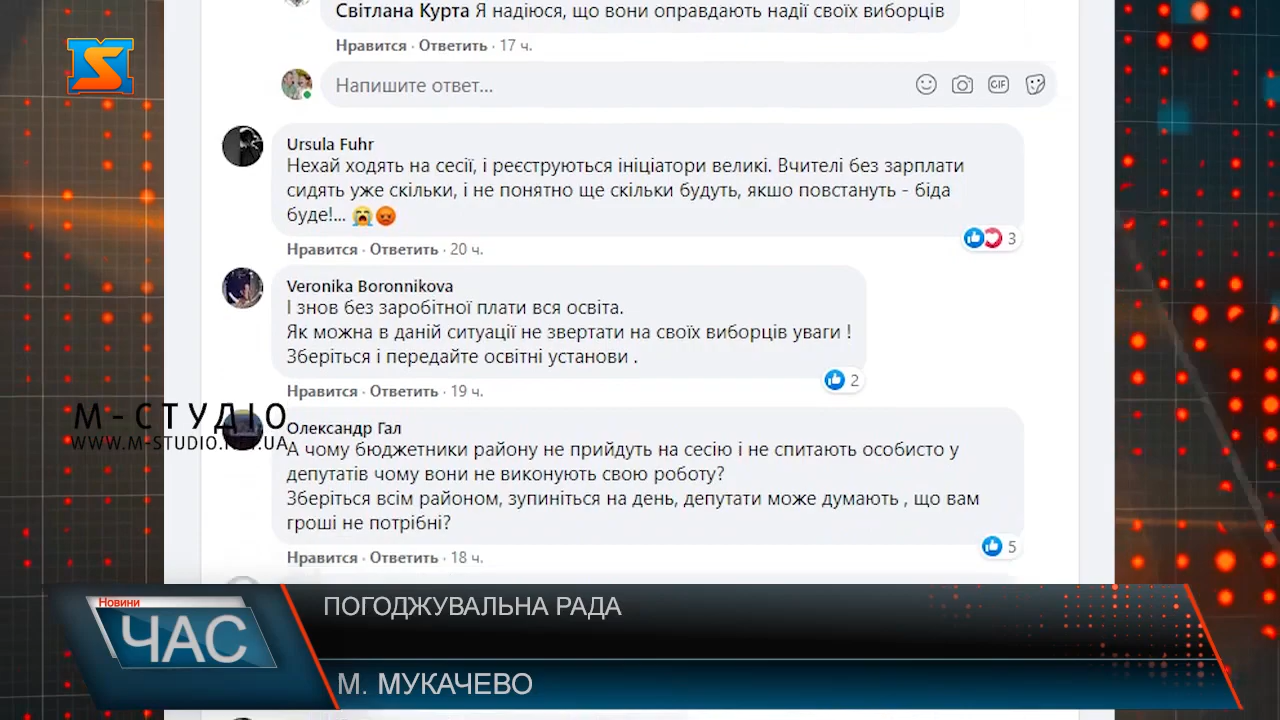 Світлана Курта Я надіюся, що вони оправдають надії своїх виборців
Нравится · Ответить · 17 ч.
Напишите ответ...
GIF
Ursula Fuhr
Нехай ходять на сесії, і реєструються ініціатори великі. Вчителі без зарплати
сидять уже скільки, і не понятно ще скільки будуть, якшо повстануть - біда
буде!... 😭😡
3
Нравится · Ответить · 20 ч.
Veronika Boronnikova
І знов без заробітної плати вся освіта.
Як можна в даній ситуації не звертати на своїх виборців уваги !
Зберіться і передайте освітні установи .
2
Нравится · Ответить · 19 ч.
М-СТУДІО
WWW.M-STUDIO.NET.UA
Олександр Гал
А чому бюджетники району не прийдуть на сесію і не спитають особисто у
депутатів чому вони не виконують свою роботу?
Зберіться всім районом, зупиніться на день, депутати може думають , що вам
гроші не потрібні?
5
Нравится · Ответить · 18 ч.
Новини
ЧАС
ПОГОДЖУВАЛЬНА РАДА
М. МУКАЧЕВО